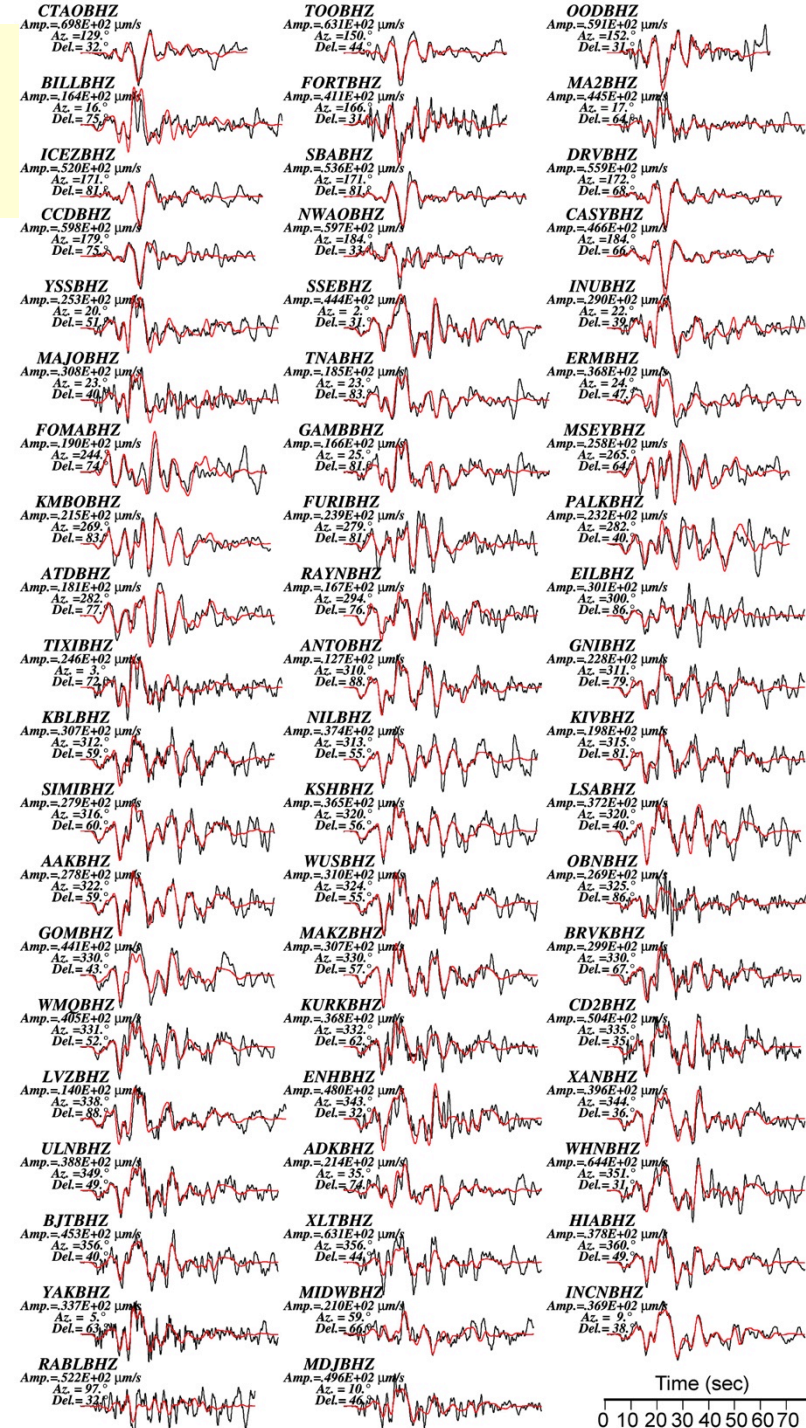 CTAOBHZ
Amp.=.698E+02 μm/s
Az. =129.°
Del.= 32.°
TOOBHZ
Amp.=.631E+02 μm/s
Az. =150.°
Del.= 44.°
OODBHZ
Amp.=.591E+02 μm/s
Az. =152.°
Del.= 31.°
BILLBHZ
Amp.=.164E+02 μm/s
Az. = 16.°
Del.= 75.°
FORTBHZ
Amp.=.411E+02 μm/s
Az. =166.°
Del.= 31.°
MA2BHZ
Amp.=.445E+02 μm/s
Az. = 17.°
Del.= 64.°
ICEZBHZ
Amp.=.520E+02 μm/s
Az. =171.°
Del.= 81.°
SBABHZ
Amp.=.536E+02 μm/s
Az. =171.°
Del.= 81.°
DRVBHZ
Amp.=.559E+02 μm/s
Az. =172.°
Del.= 68.°
CCDBHZ
Amp.=.598E+02 μm/s
Az. =179.°
Del.= 75.°
NWAOBHZ
Amp.=.597E+02 μm/s
Az. =184.°
Del.= 33.°
CASYBHZ
Amp.=.466E+02 μm/s
Az. =184.°
Del.= 66.°
YSSBHZ
Amp.=.253E+02 μm/s
Az. = 20.°
Del.= 51.°
SSEBHZ
Amp.=.444E+02 μm/s
Az. = 2.°
Del.= 31.°
INUBHZ
Amp.=.290E+02 μm/s
Az. = 22.°
Del.= 39.°
MAJOBHZ
Amp.=.308E+02 μm/s
Az. = 23.°
Del.= 40.°
TNABHZ
Amp.=.185E+02 μm/s
Az. = 23.°
Del.= 83.°
ERMBHZ
Amp.=.368E+02 μm/s
Az. = 24.°
Del.= 47.°
FOMABHZ
Amp.=.190E+02 μm/s
Az. =244.°
Del.= 74.°
GAMBBHZ
Amp.=.166E+02 μm/s
Az. = 25.°
Del.= 81.°
MSEYBHZ
Amp.=.258E+02 μm/s
Az. =265.°
Del.= 64.°
KMBOBHZ
Amp.=.215E+02 μm/s
Az. =269.°
Del.= 83.°
FURIBHZ
Amp.=.239E+02 μm/s
Az. =279.°
Del.= 81.°
PALKBHZ
Amp.=.232E+02 μm/s
Az. =282.°
Del.= 40.°
ATDBHZ
Amp.=.181E+02 μm/s
Az. =282.°
Del.= 77.°
RAYNBHZ
Amp.=.167E+02 μm/s
Az. =294.°
Del.= 76.°
EILBHZ
Amp.=.301E+02 μm/s
Az. =300.°
Del.= 86.°
TIXIBHZ
Amp.=.246E+02 μm/s
Az. = 3.°
Del.= 72.°
ANTOBHZ
Amp.=.127E+02 μm/s
Az. =310.°
Del.= 88.°
GNIBHZ
Amp.=.228E+02 μm/s
Az. =311.°
Del.= 79.°
KBLBHZ
Amp.=.307E+02 μm/s
Az. =312.°
Del.= 59.°
NILBHZ
Amp.=.374E+02 μm/s
Az. =313.°
Del.= 55.°
KIVBHZ
Amp.=.198E+02 μm/s
Az. =315.°
Del.= 81.°
SIMIBHZ
Amp.=.279E+02 μm/s
Az. =316.°
Del.= 60.°
KSHBHZ
Amp.=.365E+02 μm/s
Az. =320.°
Del.= 56.°
LSABHZ
Amp.=.372E+02 μm/s
Az. =320.°
Del.= 40.°
AAKBHZ
Amp.=.278E+02 μm/s
Az. =322.°
Del.= 59.°
WUSBHZ
Amp.=.310E+02 μm/s
Az. =324.°
Del.= 55.°
OBNBHZ
Amp.=.269E+02 μm/s
Az. =325.°
Del.= 86.°
GOMBHZ
Amp.=.441E+02 μm/s
Az. =330.°
Del.= 43.°
MAKZBHZ
Amp.=.307E+02 μm/s
Az. =330.°
Del.= 57.°
BRVKBHZ
Amp.=.299E+02 μm/s
Az. =330.°
Del.= 67.°
WMQBHZ
Amp.=.405E+02 μm/s
Az. =331.°
Del.= 52.°
KURKBHZ
Amp.=.368E+02 μm/s
Az. =332.°
Del.= 62.°
CD2BHZ
Amp.=.504E+02 μm/s
Az. =335.°
Del.= 35.°
LVZBHZ
Amp.=.140E+02 μm/s
Az. =338.°
Del.= 88.°
ENHBHZ
Amp.=.480E+02 μm/s
Az. =343.°
Del.= 32.°
XANBHZ
Amp.=.396E+02 μm/s
Az. =344.°
Del.= 36.°
ULNBHZ
Amp.=.388E+02 μm/s
Az. =349.°
Del.= 49.°
ADKBHZ
Amp.=.214E+02 μm/s
Az. = 35.°
Del.= 74.°
WHNBHZ
Amp.=.644E+02 μm/s
Az. =351.°
Del.= 31.°
BJTBHZ
Amp.=.453E+02 μm/s
Az. =356.°
Del.= 40.°
XLTBHZ
Amp.=.631E+02 μm/s
Az. =356.°
Del.= 44.°
HIABHZ
Amp.=.378E+02 μm/s
Az. =360.°
Del.= 49.°
YAKBHZ
Amp.=.337E+02 μm/s
Az. = 5.°
Del.= 63.°
MIDWBHZ
Amp.=.210E+02 μm/s
Az. = 59.°
Del.= 66.°
INCNBHZ
Amp.=.369E+02 μm/s
Az. = 9.°
Del.= 38.°
RABLBHZ
Amp.=.522E+02 μm/s
Az. = 97.°
Del.= 32.°
MDJBHZ
Amp.=.496E+02 μm/s
Az. = 10.°
Del.= 46.°
Time (sec)
0 10 20 30 40 50 60 70